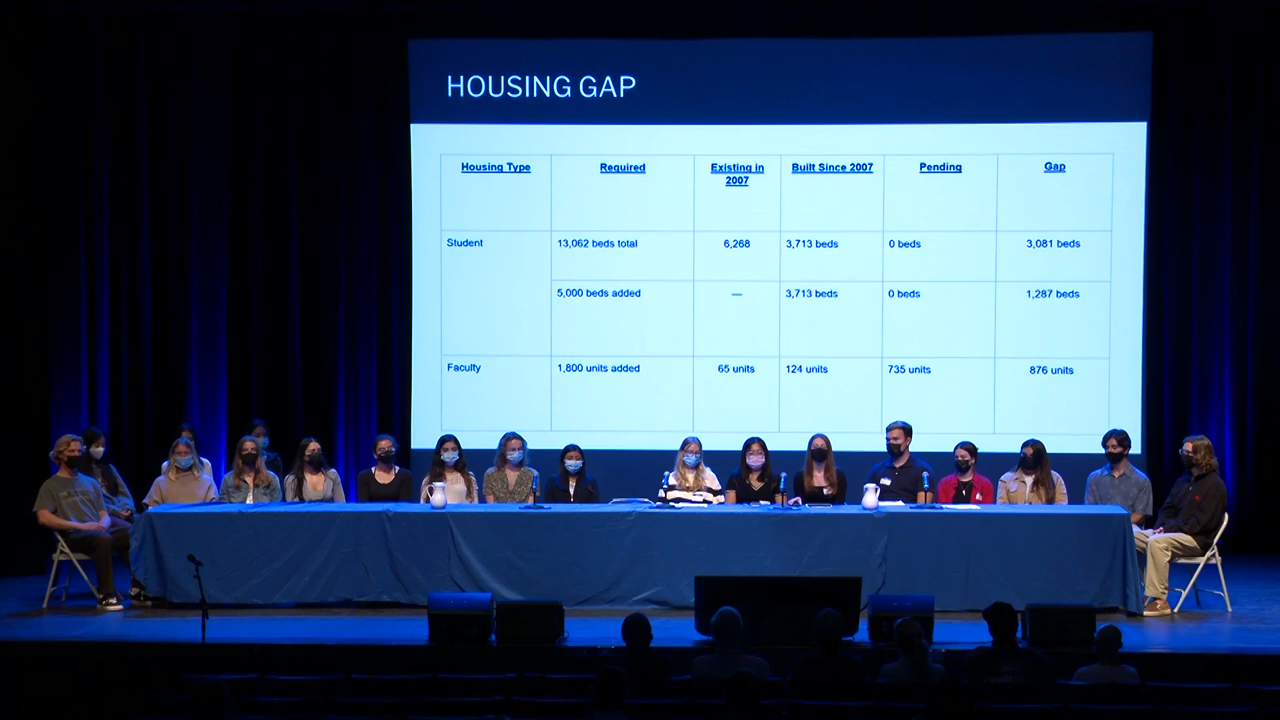 HOUSING GAP
Housing Type Required Existing in 2007 Built Since 2007 Pending Gap
Student 13,062 beds total 6,268 3,713 beds 0 beds 3,081 beds
5,000 beds added — 3,713 beds 0 beds 1,287 beds
Faculty 1,800 units added 65 units 124 units 735 units 876 units